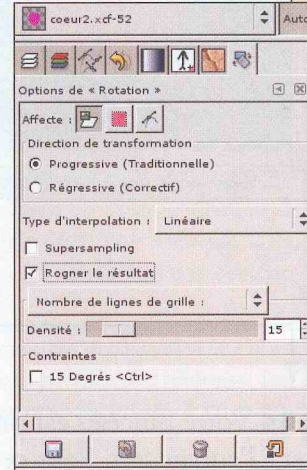 coeur2.xcf-52
Auto
Options de « Rotation »
Affecte :
Direction de transformation
Progressive (Traditionnelle)
Régressive (Correctif)
Type d'interpolation : Linéaire
Supersampling
Rogner le résultat
Nombre de lignes de grille :
Densité : 15
Contraintes
15 Degrés <Ctrl>